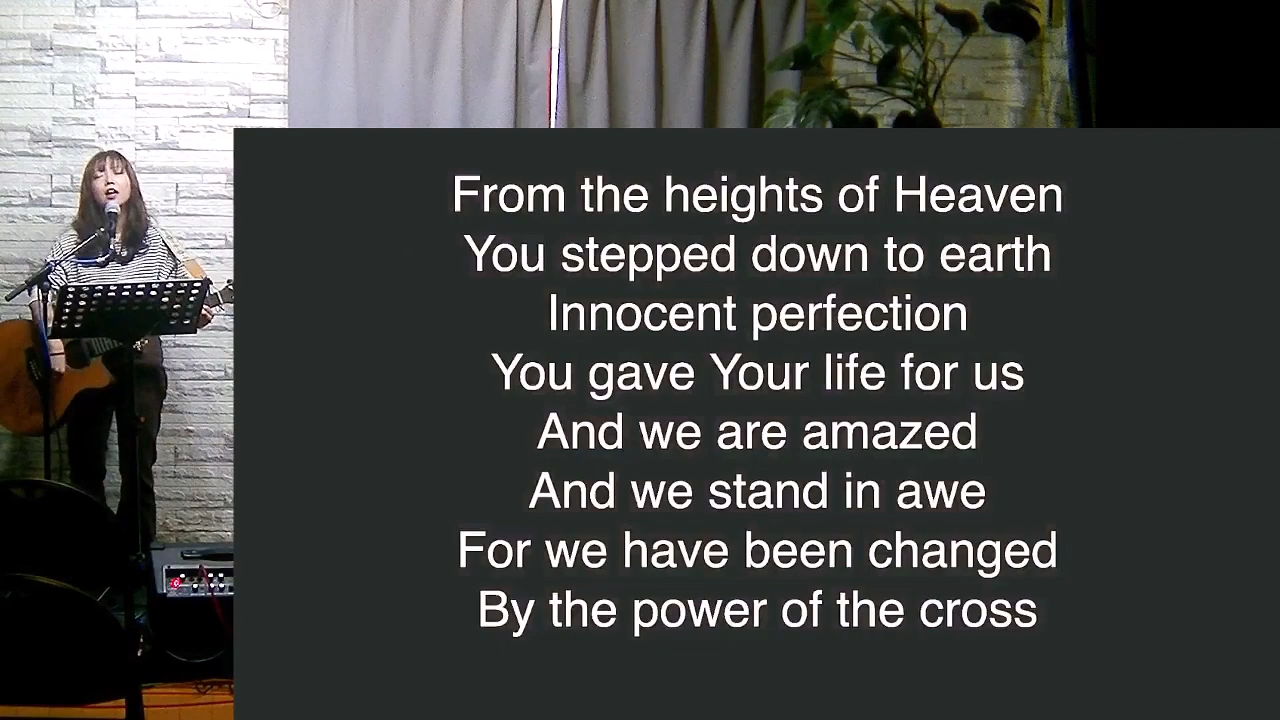 From the heights of Heaven
You stepped down to earth
Innocent perfection
You gave Your life for us
And we are amazed
And we stand in awe
For we have been changed
By the power of the cross